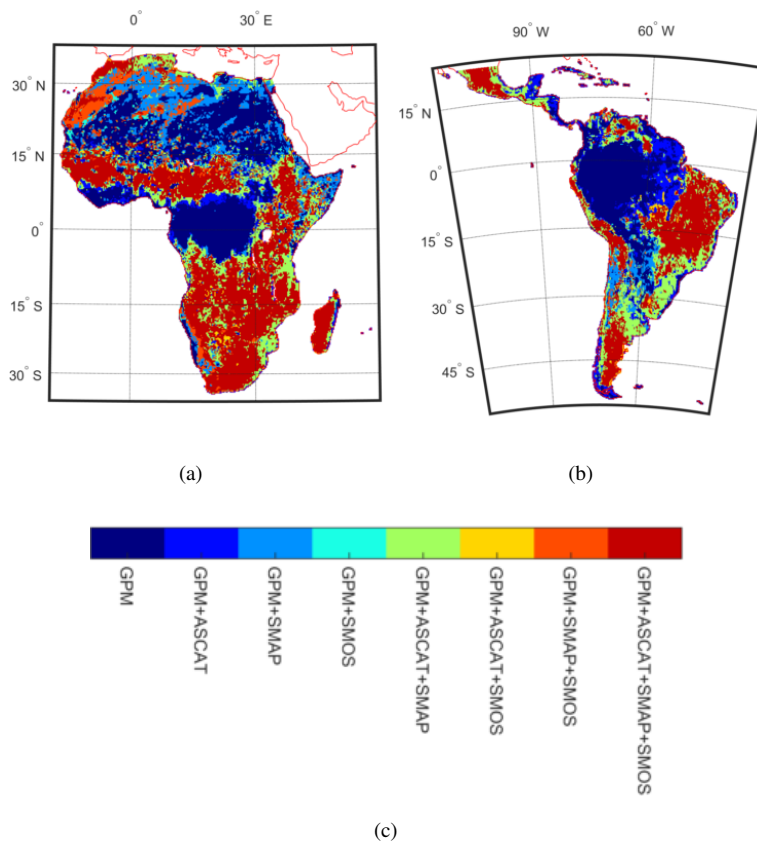 0° 30° E
30° N
15° N
0°
15° S
30° S
90° W 60° W
15° N
0°
15° S
30° S
45° S
(a)
(b)
GPM
GPM+ASCAT
GPM+SMAP
GPM+SMOS
GPM+ASCAT+SMAP
GPM+ASCAT+SMOS
GPM+SMAP+SMOS
GPM+ASCAT+SMAP+SMOS
(c)